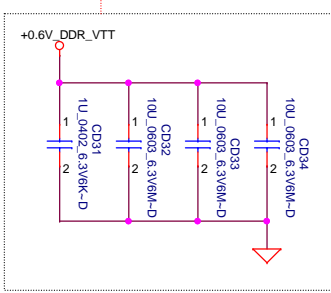 +0.6V_DDR_VTT
1
2
CD31
1U_0402_6.3V6K~D
1
2
CD32
10U_0603_6.3V6M~D
1
2
CD33
10U_0603_6.3V6M~D
1
2
CD34
10U_0603_6.3V6M~D